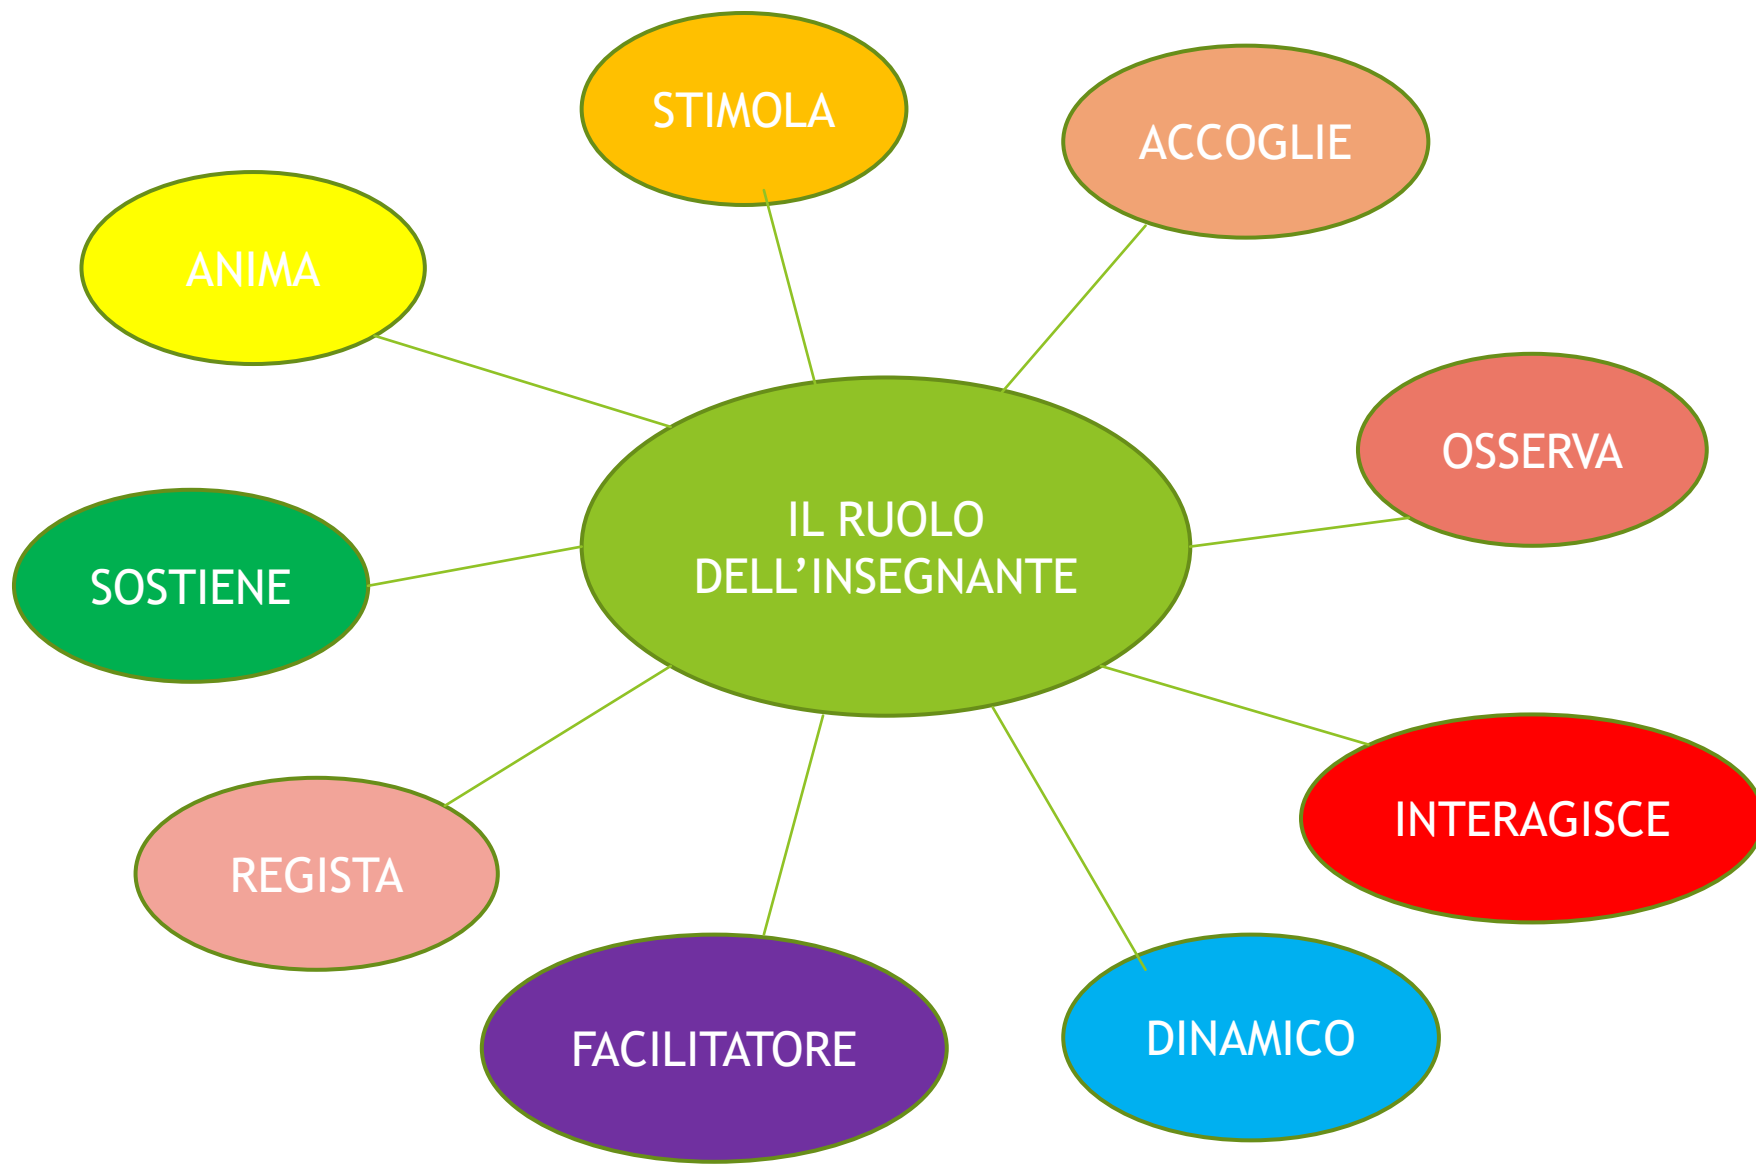 STIMOLA
ACCOGLIE
ANIMA
OSSERVA
IL RUOLO
DELL’INSEGNANTE
SOSTIENE
INTERAGISCE
REGISTA
FACILITATORE
DINAMICO